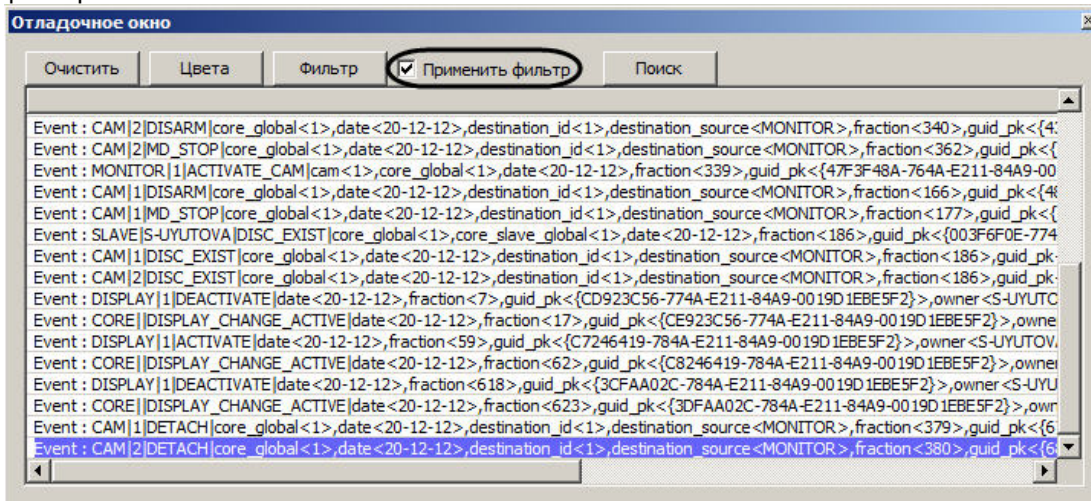 Отладочное окно
Очистить Цвета Фильтр Применить фильтр Поиск
Event : CAM|2|DISARM|core_global<1>,date<20-12-12>,destination_id<1>,destination_source<MONITOR>,fraction<340>,guid_pk<{43
Event : CAM|2|MD_STOP|core_global<1>,date<20-12-12>,destination_id<1>,destination_source<MONITOR>,fraction<362>,guid_pk<{
Event : MONITOR|1|ACTIVATE_CAM|cam<1>,core_global<1>,date<20-12-12>,fraction<339>,guid_pk<{47F3F48A-764A-E211-84A9-00
Event : CAM|1|DISARM|core_global<1>,date<20-12-12>,destination_id<1>,destination_source<MONITOR>,fraction<166>,guid_pk<{48
Event : CAM|1|MD_STOP|core_global<1>,date<20-12-12>,destination_id<1>,destination_source<MONITOR>,fraction<177>,guid_pk<{
Event : SLAVE|S-UYUTOVA|DISC_EXIST|core_global<1>,core_slave_global<1>,date<20-12-12>,fraction<186>,guid_pk<{003F6F0E-774
Event : CAM|1|DISC_EXIST|core_global<1>,date<20-12-12>,destination_id<1>,destination_source<MONITOR>,fraction<186>,guid_pk
Event : CAM|2|DISC_EXIST|core_global<1>,date<20-12-12>,destination_id<1>,destination_source<MONITOR>,fraction<186>,guid_pk
Event : DISPLAY|1|DEACTIVATE|date<20-12-12>,fraction<7>,guid_pk<{CD923C56-774A-E211-84A9-0019D1EBE5F2}>,owner<S-UYUTO
Event : CORE||DISPLAY_CHANGE_ACTIVE|date<20-12-12>,fraction<17>,guid_pk<{CE923C56-774A-E211-84A9-0019D1EBE5F2}>,owne
Event : DISPLAY|1|ACTIVATE|date<20-12-12>,fraction<59>,guid_pk<{C7246419-784A-E211-84A9-0019D1EBE5F2}>,owner<S-UYUTOV
Event : CORE||DISPLAY_CHANGE_ACTIVE|date<20-12-12>,fraction<62>,guid_pk<{C8246419-784A-E211-84A9-0019D1EBE5F2}>,owner
Event : DISPLAY|1|DEACTIVATE|date<20-12-12>,fraction<618>,guid_pk<{3CFAA02C-784A-E211-84A9-0019D1EBE5F2}>,owner<S-UYU
Event : CORE||DISPLAY_CHANGE_ACTIVE|date<20-12-12>,fraction<623>,guid_pk<{3DFAA02C-784A-E211-84A9-0019D1EBE5F2}>,own
Event : CAM|1|DETACH|core_global<1>,date<20-12-12>,destination_id<1>,destination_source<MONITOR>,fraction<379>,guid_pk<{6
Event : CAM|2|DETACH|core_global<1>,date<20-12-12>,destination_id<1>,destination_source<MONITOR>,fraction<380>,guid_pk<{68